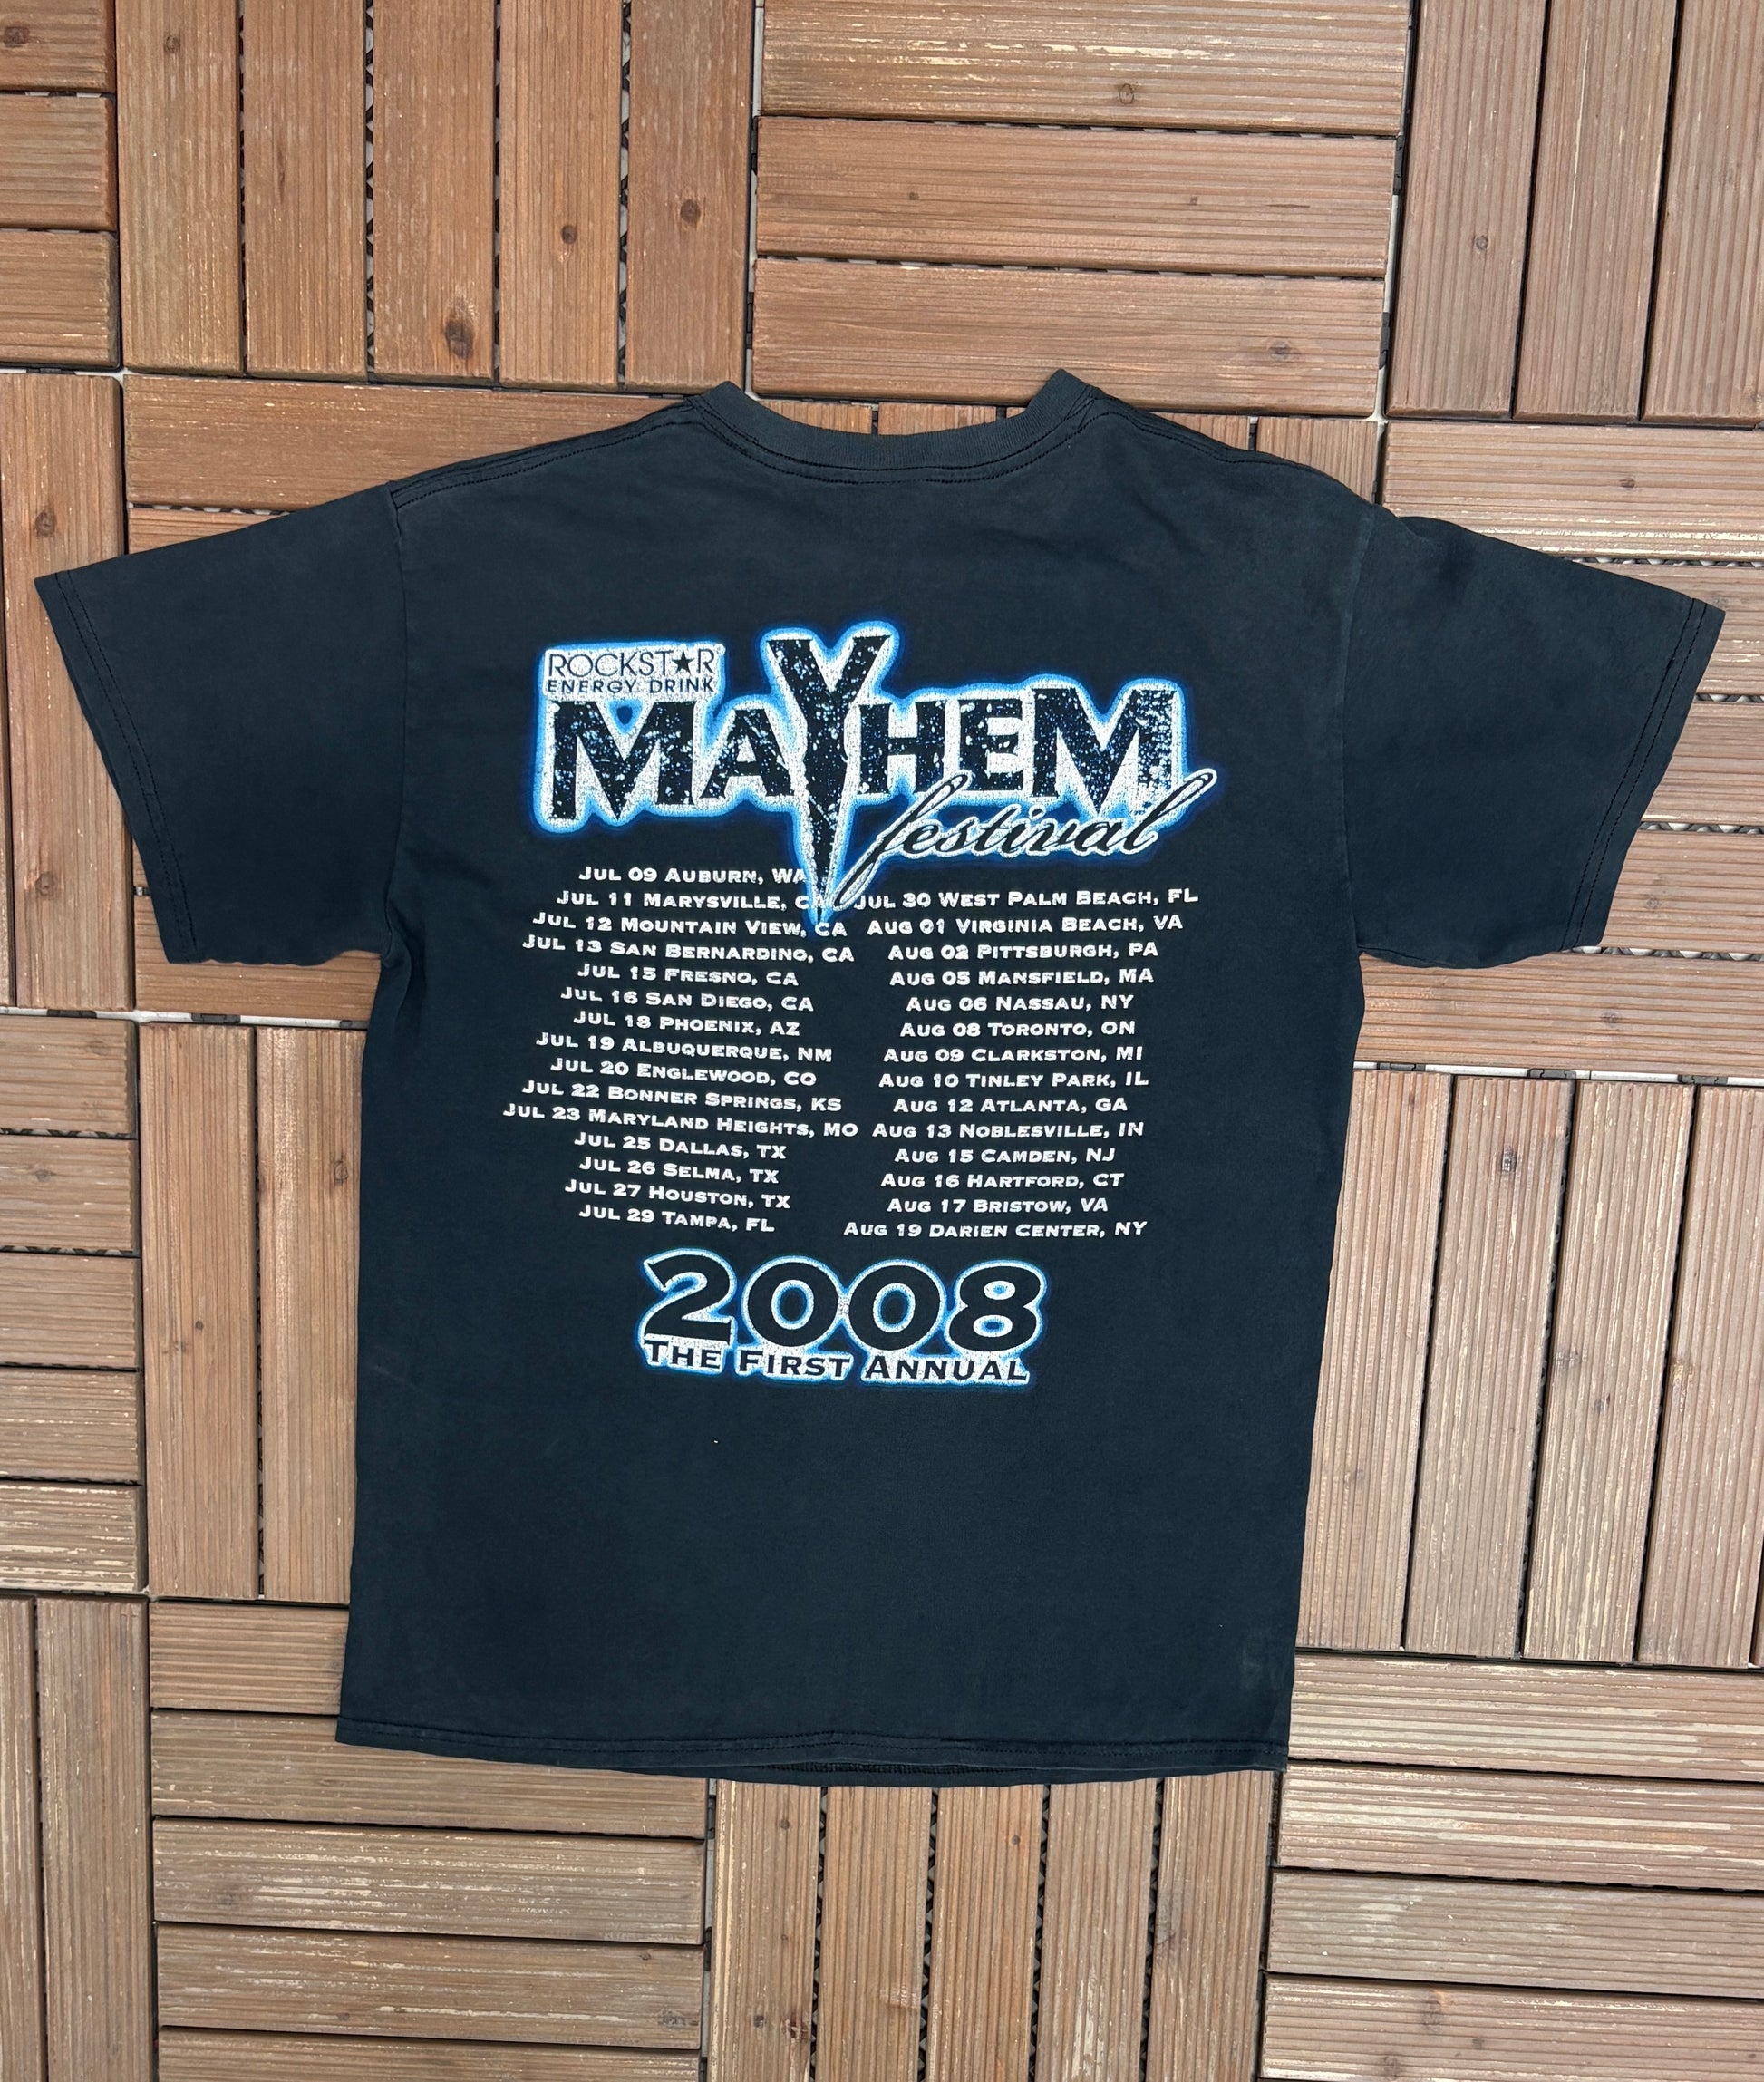 ROCKST★R
ENERGY DRINK
MAYHEM
festival
JUL 09 AUBURN, WA
JUL 11 MARYSVILLE, CA
JUL 12 MOUNTAIN VIEW, CA
JUL 13 SAN BERNARDINO, CA
JUL 15 FRESNO, CA
JUL 16 SAN DIEGO, CA
JUL 18 PHOENIX, AZ
JUL 19 ALBUQUERQUE, NM
JUL 20 ENGLEWOOD, CO
JUL 22 BONNER SPRINGS, KS
JUL 23 MARYLAND HEIGHTS, MO
JUL 25 DALLAS, TX
JUL 26 SELMA, TX
JUL 27 HOUSTON, TX
JUL 29 TAMPA, FL
JUL 30 WEST PALM BEACH, FL
AUG 01 VIRGINIA BEACH, VA
AUG 02 PITTSBURGH, PA
AUG 05 MANSFIELD, MA
AUG 06 NASSAU, NY
AUG 08 TORONTO, ON
AUG 09 CLARKSTON, MI
AUG 10 TINLEY PARK, IL
AUG 12 ATLANTA, GA
AUG 13 NOBLESVILLE, IN
AUG 15 CAMDEN, NJ
AUG 16 HARTFORD, CT
AUG 17 BRISTOW, VA
AUG 19 DARIEN CENTER, NY
2008
THE FIRST ANNUAL